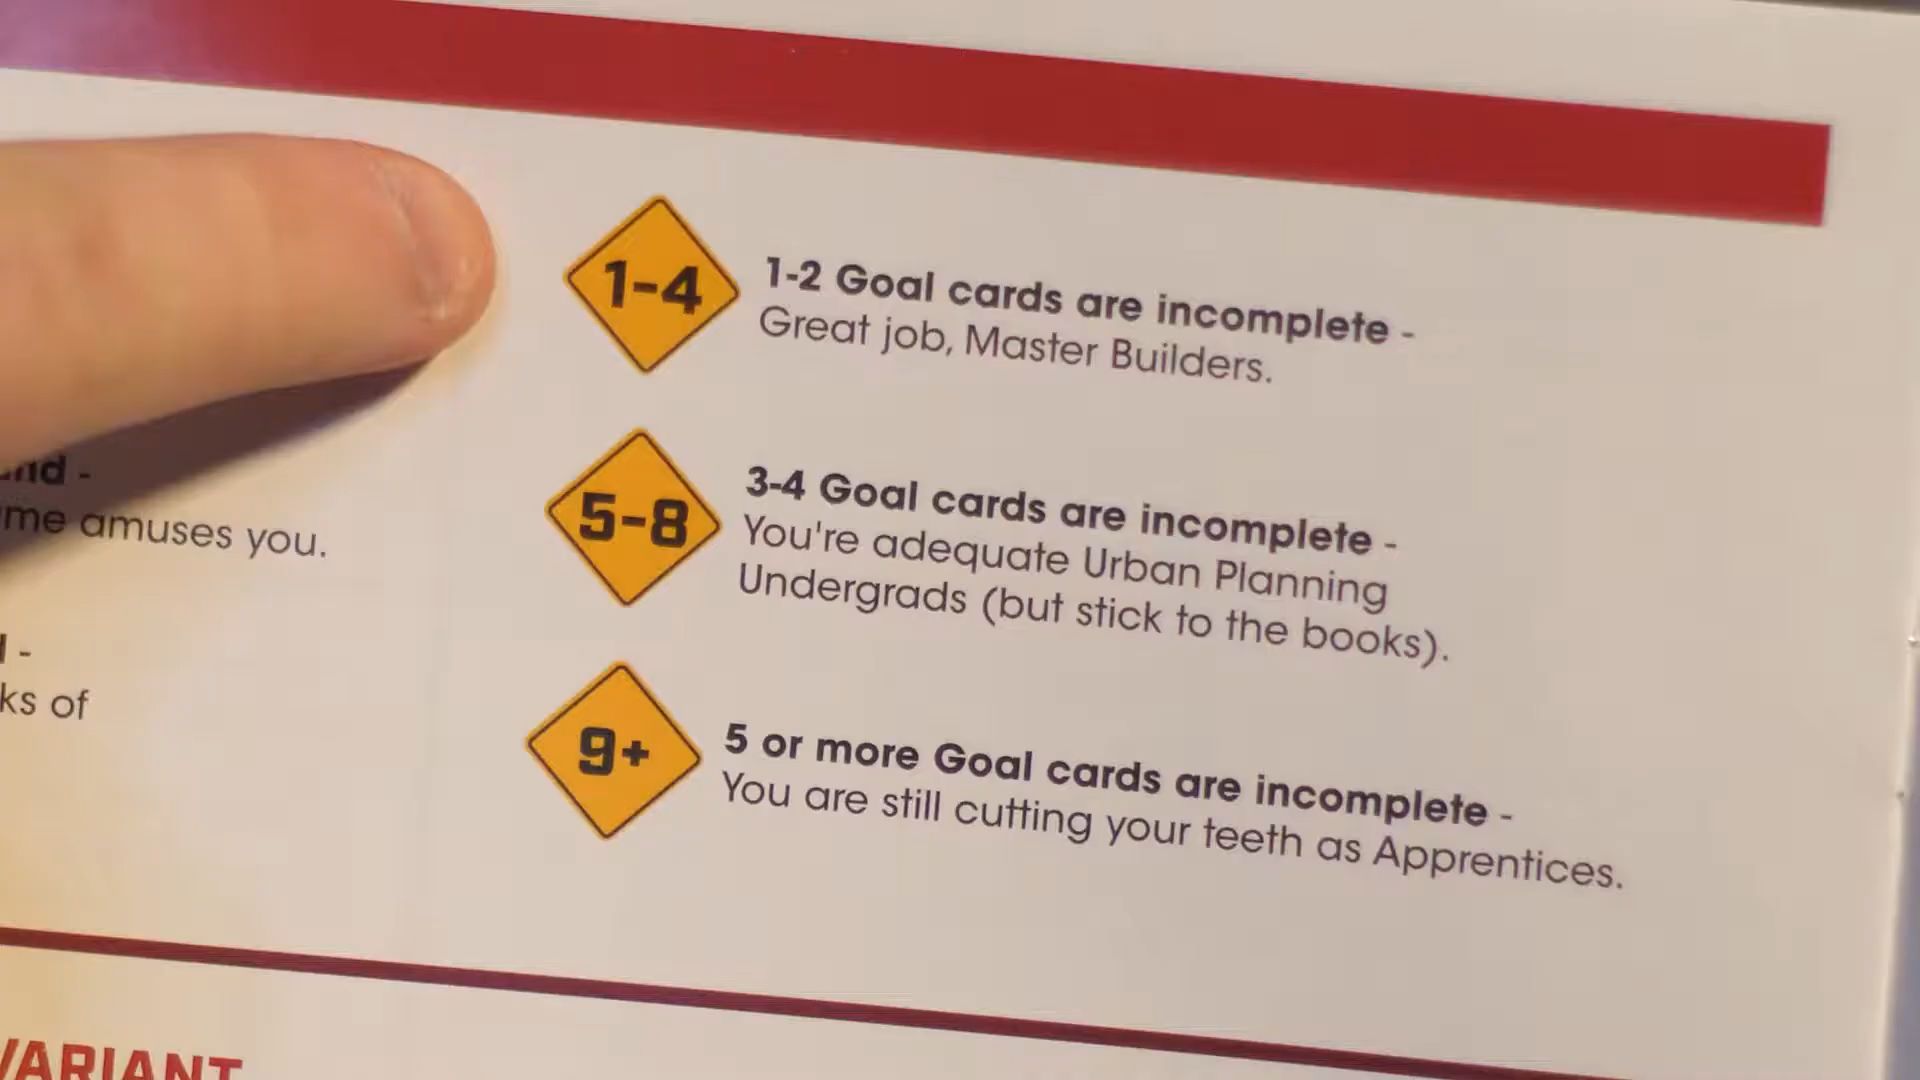 1-4
1-2 Goal cards are incomplete -
Great job, Master Builders.
5-8
3-4 Goal cards are incomplete -
You're adequate Urban Planning
Undergrads (but stick to the books).
9+
5 or more Goal cards are incomplete -
You are still cutting your teeth as Apprentices.
amuses you.
of
VARIANT